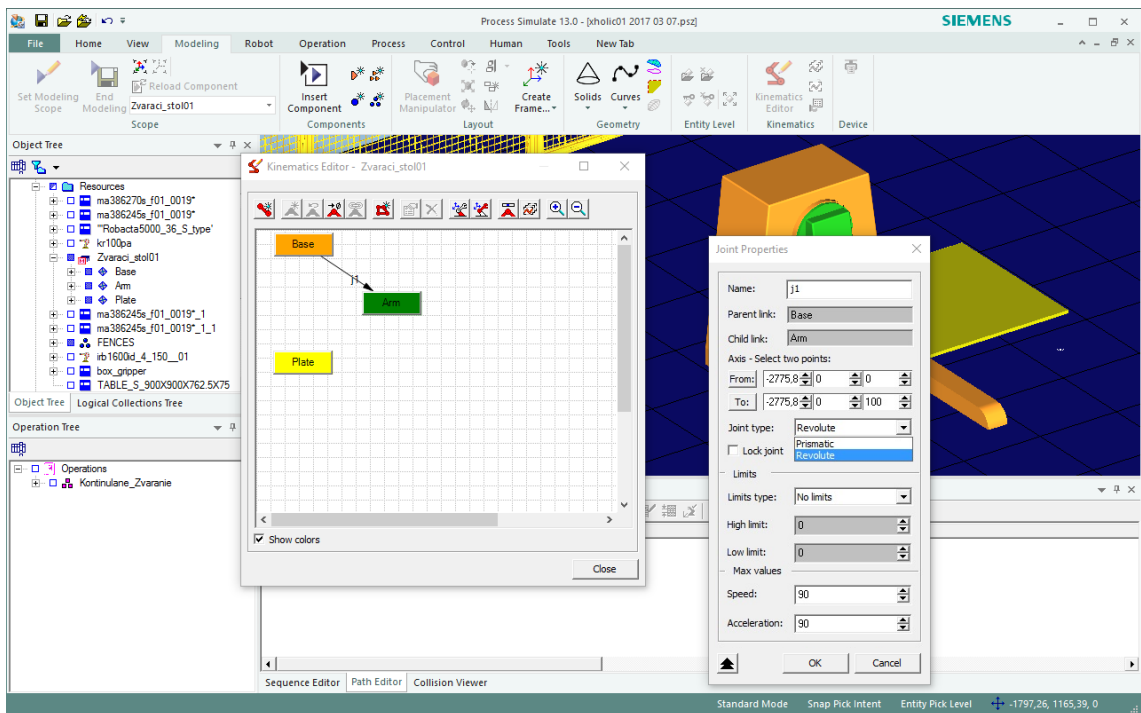 Process Simulate 13.0 - [xholic01 2017 03 07.psz]
SIEMENS
File Home View Modeling Robot Operation Process Control Human Tools New Tab
Set Modeling Scope
End Modeling
Reload Component
Zvaraci_stol01
Scope
Insert Component
Components
Placement Manipulator
Create Frame...
Layout
Solids
Curves
Geometry
Entity Level
Kinematics Editor
Kinematics
Device
Object Tree
Resources
ma386270s_f01_0019"
ma386245s_f01_0019"
""Robacta5000_36_S_type'
kr100pa
Zvaraci_stol01
Base
Arm
Plate
ma386245s_f01_0019"_1
ma386245s_f01_0019"_1_1
FENCES
irb1600id_4_150__01
box_gripper
TABLE_S_900X900X762.5X75
Object Tree Logical Collections Tree
Operation Tree
Operations
Kontinulane_Zvaranie
Kinematics Editor - Zvaraci_stol01
Base
j1
Arm
Plate
Show colors
Close
Joint Properties
Name: j1
Parent link: Base
Child link: Arm
Axis - Select two points:
From: -2775,8 0 0
To: -2775,8 0 100
Joint type: Revolute
Prismatic
Lock joint Revolute
Limits
Limits type: No limits
High limit: 0
Low limit: 0
Max values
Speed: 90
Acceleration: 90
OK Cancel
Sequence Editor Path Editor Collision Viewer
Standard Mode Snap Pick Intent Entity Pick Level -1797,26, 1165,39, 0